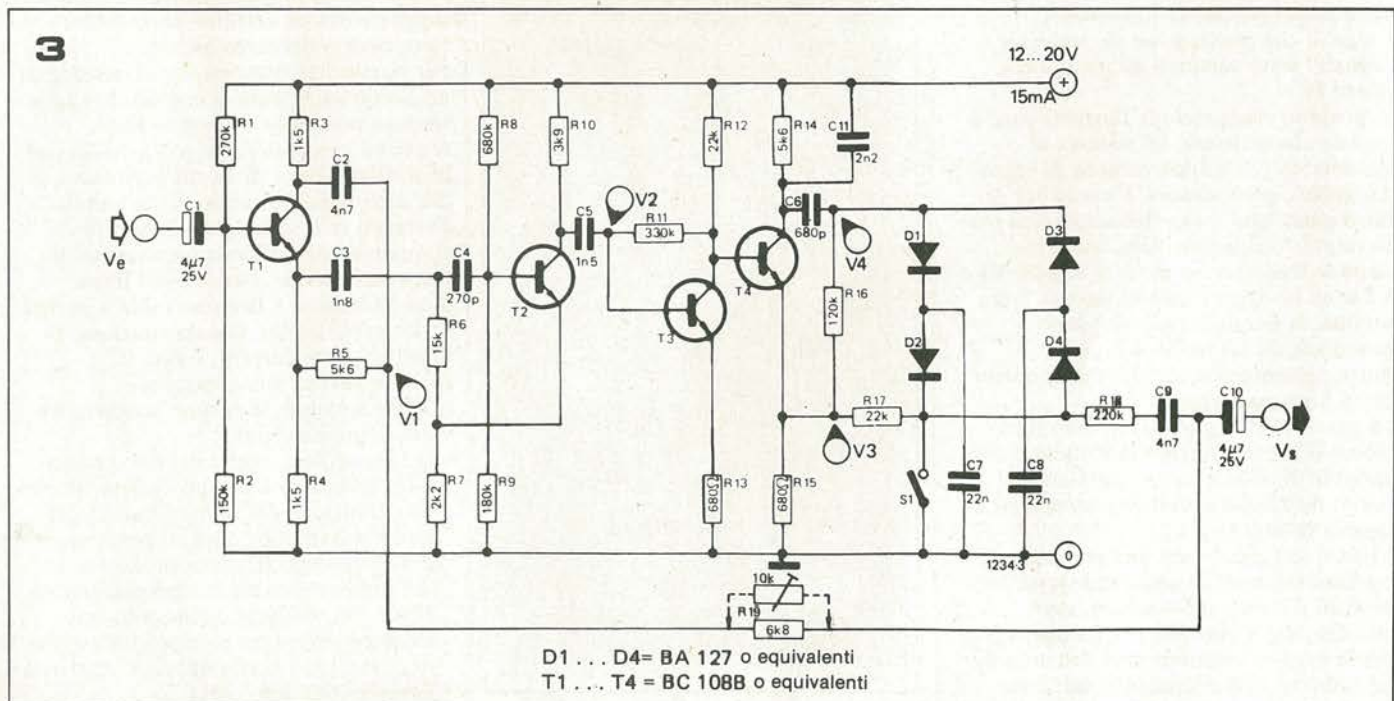 3
12...20V
15mA
R1
270k
R3
1k5
C2
4n7
R8
680k
R10
3k9
R12
22k
R14
5k6
C11
2n2
Ve
C1
4µ7
25V
T1
C3
1n8
C4
270p
T2
C5
1n5
V2
R11
330k
T3
T4
C6
680p
V4
D1
D3
R16
120k
R5
5k6
R6
15k
V1
D2
D4
R17
22k
R18
220k
C9
4n7
C10
4µ7
25V
Vs
R2
150k
R4
1k5
R7
2k2
R9
180k
R13
680Ω
R15
680Ω
V3
S1
C7
22n
C8
22n
1234-3
0
10k
R19
6k8
D1 ... D4= BA 127 o equivalenti
T1 ... T4 = BC 108B o equivalenti